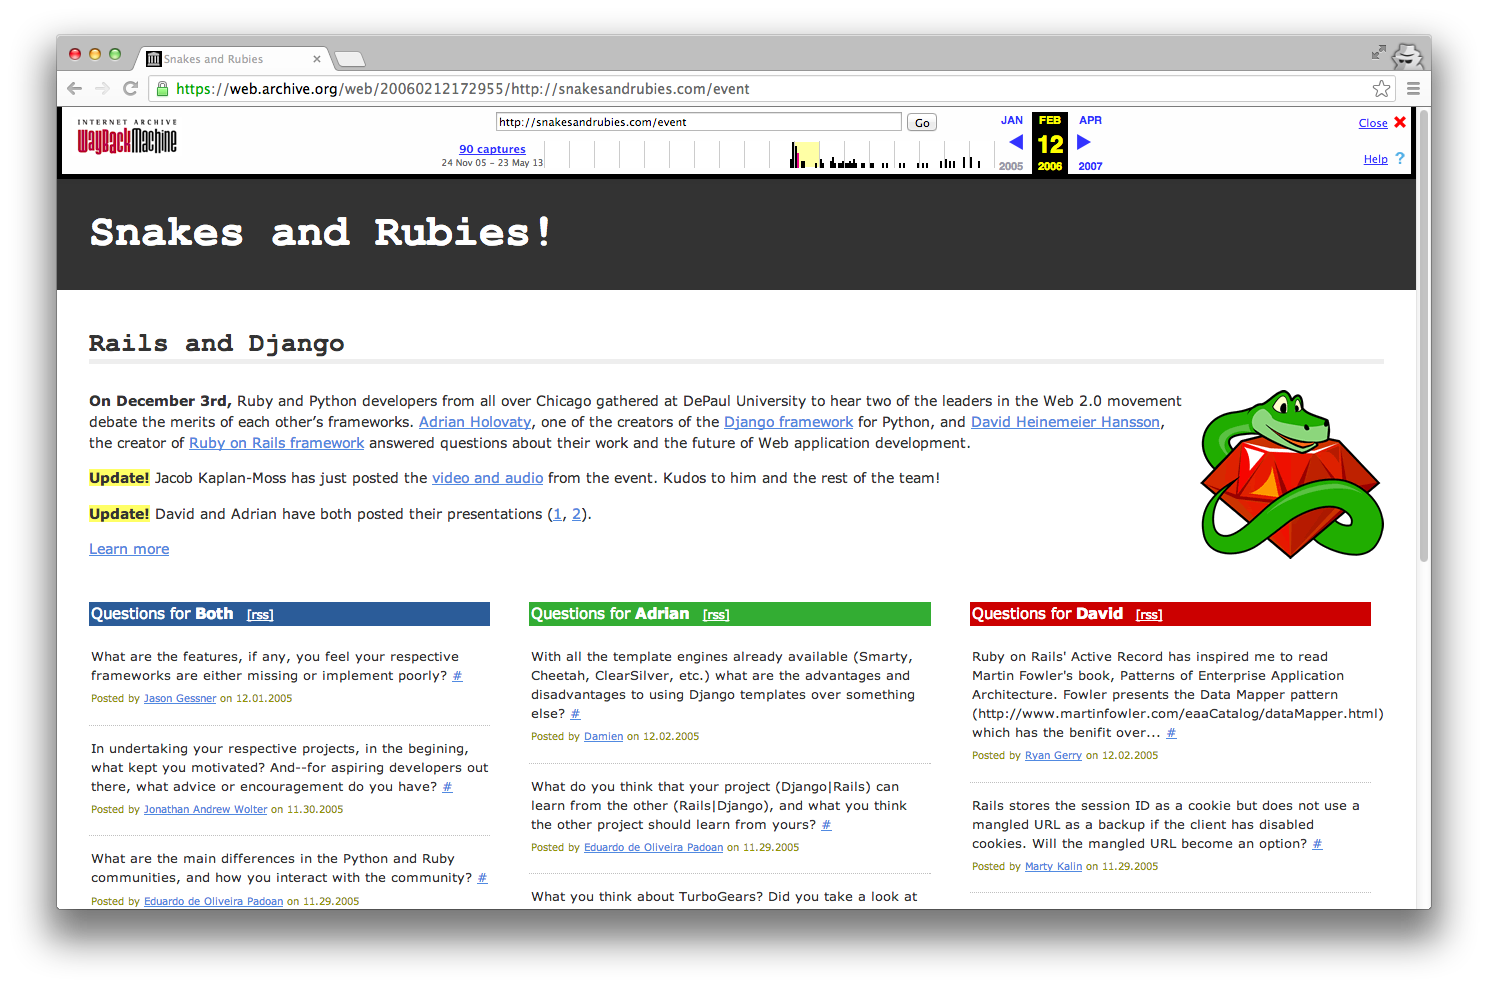 Snakes and Rubies
https://web.archive.org/web/20060212172955/http://snakesandrubies.com/event
INTERNET ARCHIVE
WayBackMachine
http://snakesandrubies.com/event
Go
90 captures
24 Nov 05 – 23 May 13
JAN FEB APR
12
2005 2006 2007
Close
Help ?
Snakes and Rubies!
Rails and Django
On December 3rd, Ruby and Python developers from all over Chicago gathered at DePaul University to hear two of the leaders in the Web 2.0 movement
debate the merits of each other’s frameworks. Adrian Holovaty, one of the creators of the Django framework for Python, and David Heinemeier Hansson,
the creator of Ruby on Rails framework answered questions about their work and the future of Web application development.
Update! Jacob Kaplan-Moss has just posted the video and audio from the event. Kudos to him and the rest of the team!
Update! David and Adrian have both posted their presentations (1, 2).
Learn more
Questions for Both [rss]
What are the features, if any, you feel your respective
frameworks are either missing or implement poorly? #
Posted by Jason Gessner on 12.01.2005
In undertaking your respective projects, in the begining,
what kept you motivated? And--for aspiring developers out
there, what advice or encouragement do you have? #
Posted by Jonathan Andrew Wolter on 11.30.2005
What are the main differences in the Python and Ruby
communities, and how you interact with the community? #
Posted by Eduardo de Oliveira Padoan on 11.29.2005
Questions for Adrian [rss]
With all the template engines already available (Smarty,
Cheetah, ClearSilver, etc.) what are the advantages and
disadvantages to using Django templates over something
else? #
Posted by Damien on 12.02.2005
What do you think that your project (Django|Rails) can
learn from the other (Rails|Django), and what you think
the other project should learn from yours? #
Posted by Eduardo de Oliveira Padoan on 11.29.2005
What you think about TurboGears? Did you take a look at
Questions for David [rss]
Ruby on Rails' Active Record has inspired me to read
Martin Fowler's book, Patterns of Enterprise Application
Architecture. Fowler presents the Data Mapper pattern
(http://www.martinfowler.com/eaaCatalog/dataMapper.html)
which has the benifit over... #
Posted by Ryan Gerry on 12.02.2005
Rails stores the session ID as a cookie but does not use a
mangled URL as a backup if the client has disabled
cookies. Will the mangled URL become an option? #
Posted by Marty Kalin on 11.29.2005